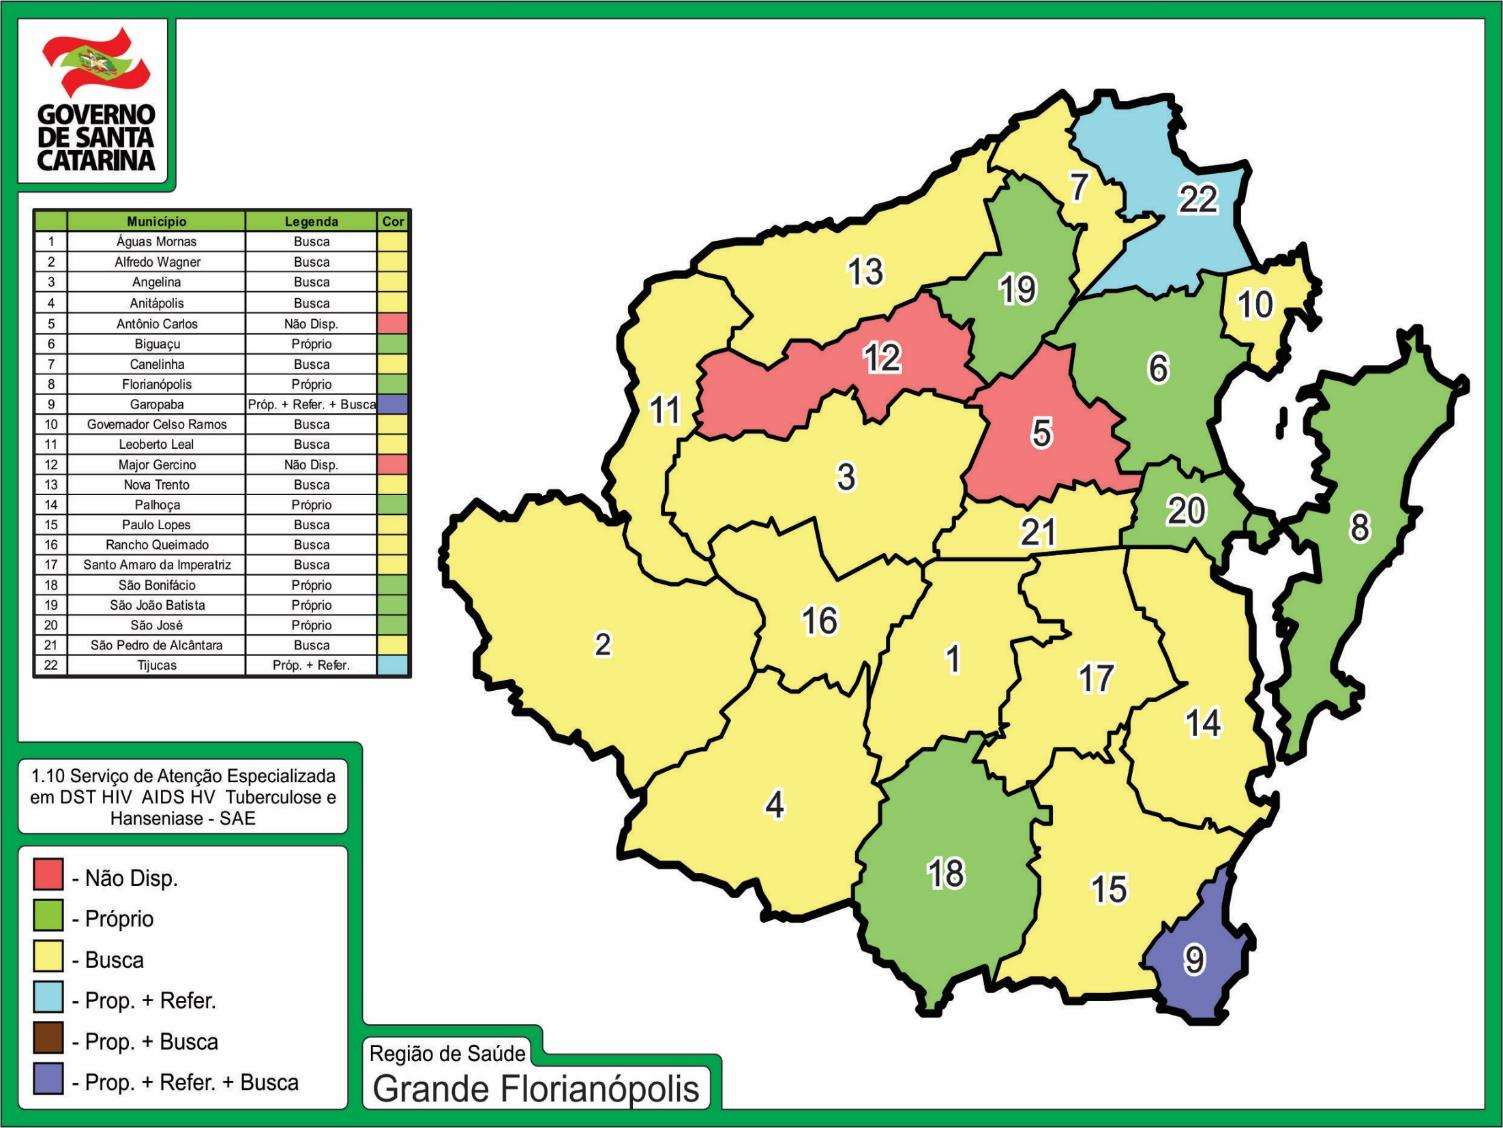 GOVERNO
DE SANTA
CATARINA
Município Legenda Cor
1 Águas Mornas Busca
2 Alfredo Wagner Busca
3 Angelina Busca
4 Anitápolis Busca
5 Antônio Carlos Não Disp.
6 Biguaçu Próprio
7 Canelinha Busca
8 Florianópolis Próprio
9 Garopaba Próp. + Refer. + Busca
10 Governador Celso Ramos Busca
11 Leoberto Leal Busca
12 Major Gercino Não Disp.
13 Nova Trento Busca
14 Palhoça Próprio
15 Paulo Lopes Busca
16 Rancho Queimado Busca
17 Santo Amaro da Imperatriz Busca
18 São Bonifácio Próprio
19 São João Batista Próprio
20 São José Próprio
21 São Pedro de Alcântara Busca
22 Tijucas Próp. + Refer.
7
22
13
19
10
12
6
11
5
3
20
21
8
16
2
1
17
14
4
18
15
9
1.10 Serviço de Atenção Especializada
em DST HIV AIDS HV Tuberculose e
Hanseniase - SAE
- Não Disp.
- Próprio
- Busca
- Prop. + Refer.
- Prop. + Busca
- Prop. + Refer. + Busca
Região de Saúde
Grande Florianópolis